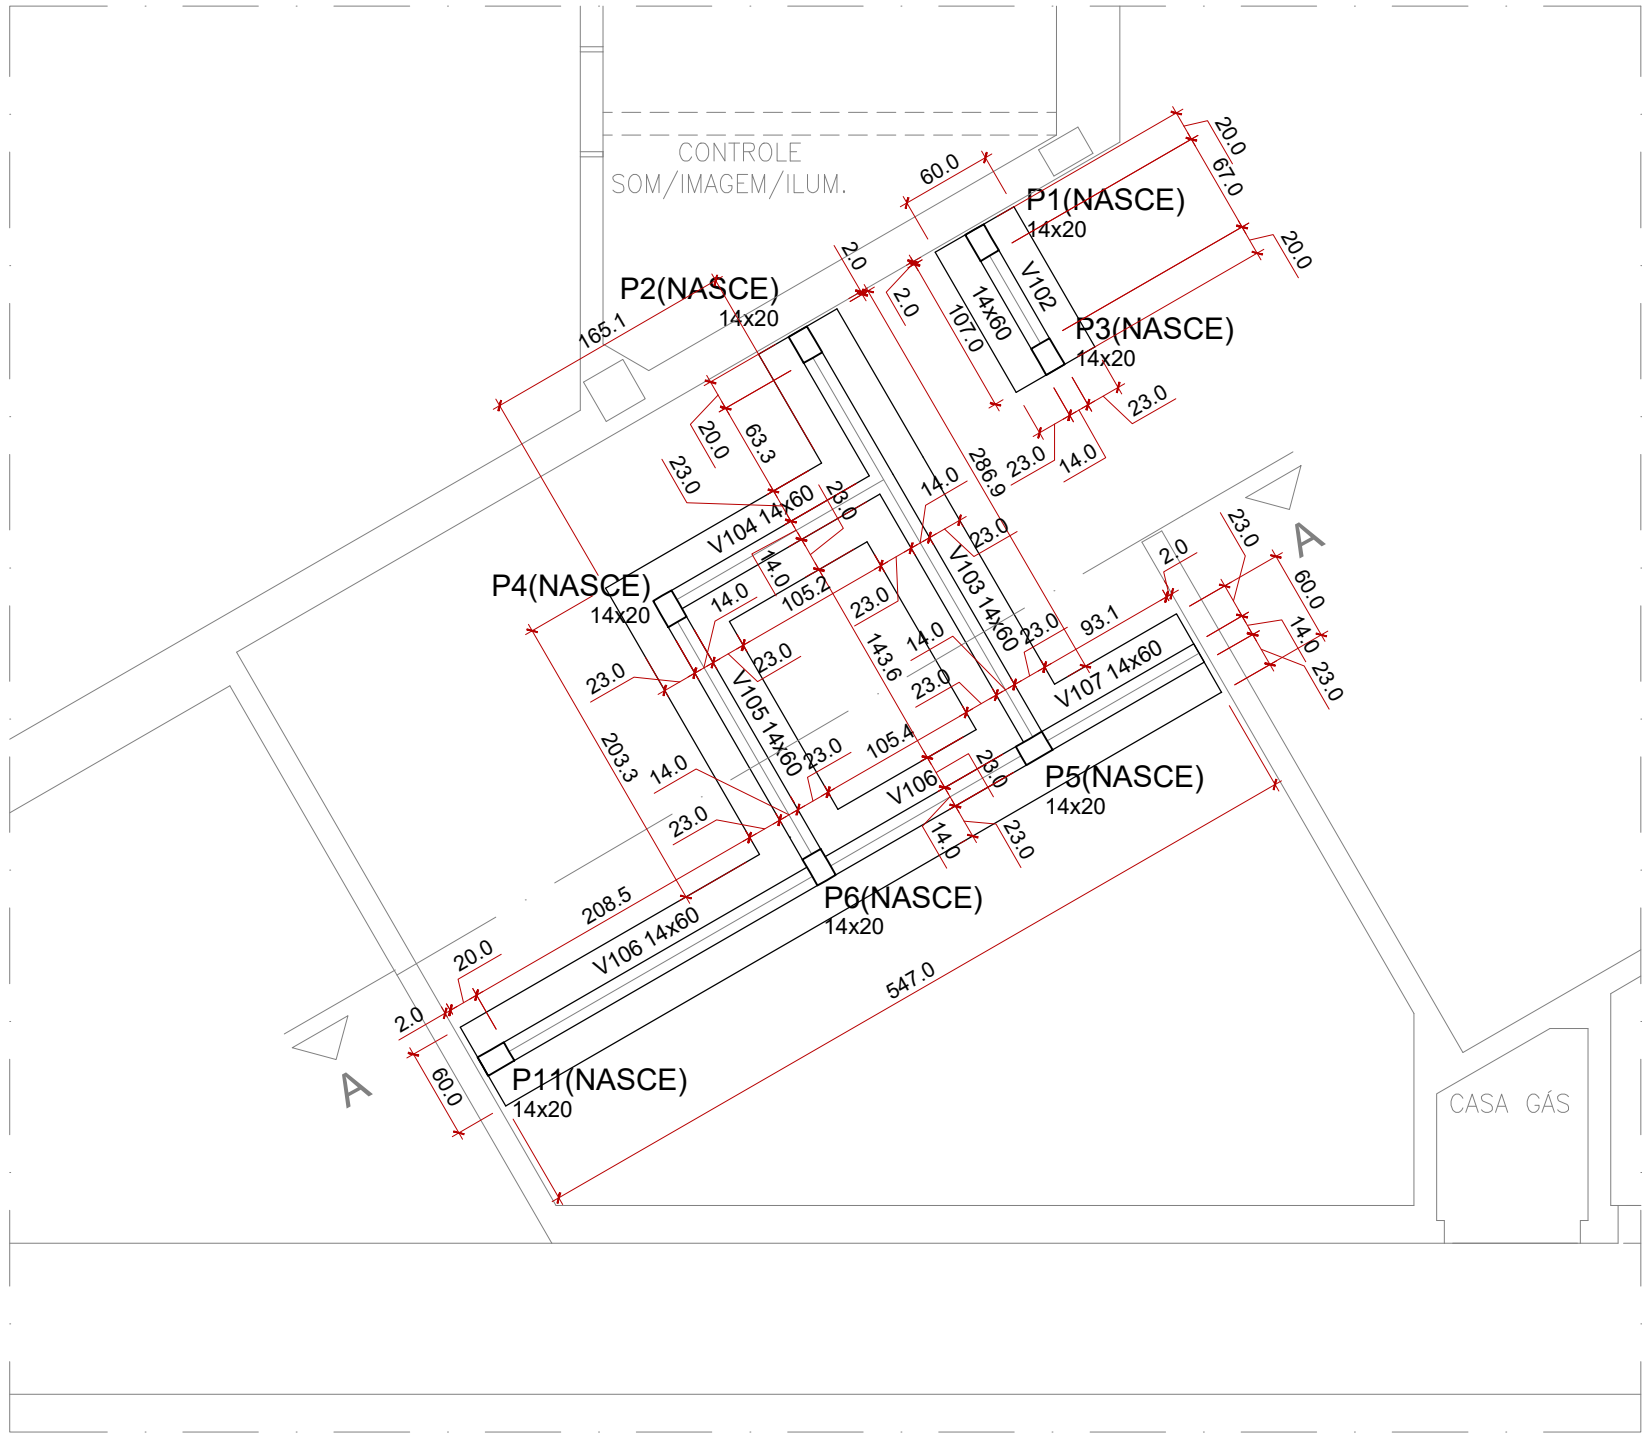 CONTROLE
SOM/IMAGEM/ILUM.
20.0
67.0
20.0
60.0
P1(NASCE)
14x20
V102
14x60
2.0
2.0
107.0
P2(NASCE)
14x20
165.1
P3(NASCE)
14x20
23.0
14.0
23.0
20.0
63.3
23.0
286.9
14.0
23.0
V104 14x60
23.0
14.0
105.2
23.0
V103 14x60
A
23.0
2.0
60.0
14.0
23.0
P4(NASCE)
14x20
14.0
23.0
23.0
V105 14x60
143.6
14.0
23.0
93.1
23.0
V107 14x60
203.3
14.0
23.0
105.4
23.0
23.0
V106
P5(NASCE)
14x20
14.0
23.0
P6(NASCE)
14x20
208.5
V106 14x60
20.0
2.0
547.0
60.0
A
P11(NASCE)
14x20
CASA GÁS